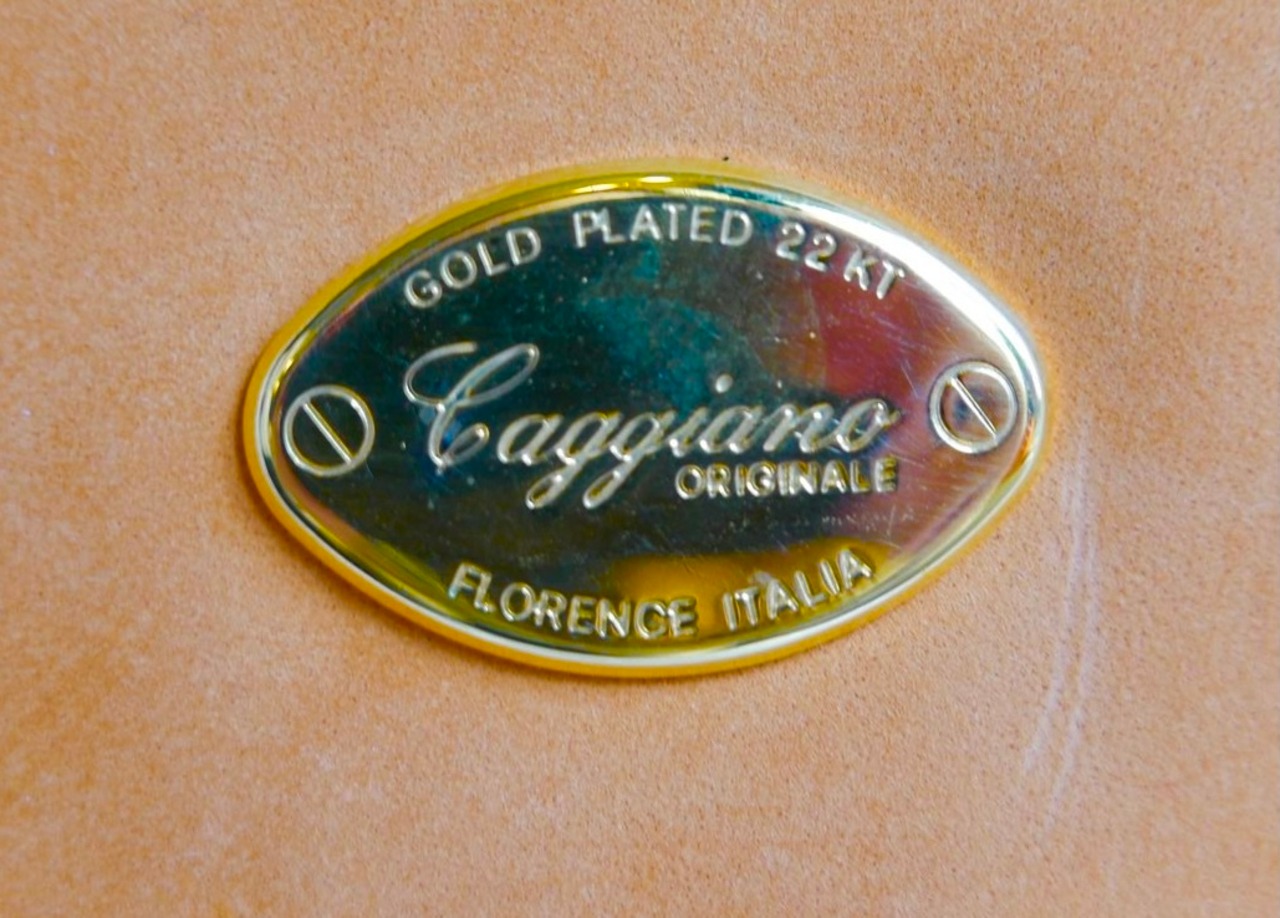 GOLD PLATED 22 KT
Caggiano
ORIGINALE
FLORENCE ITALIA